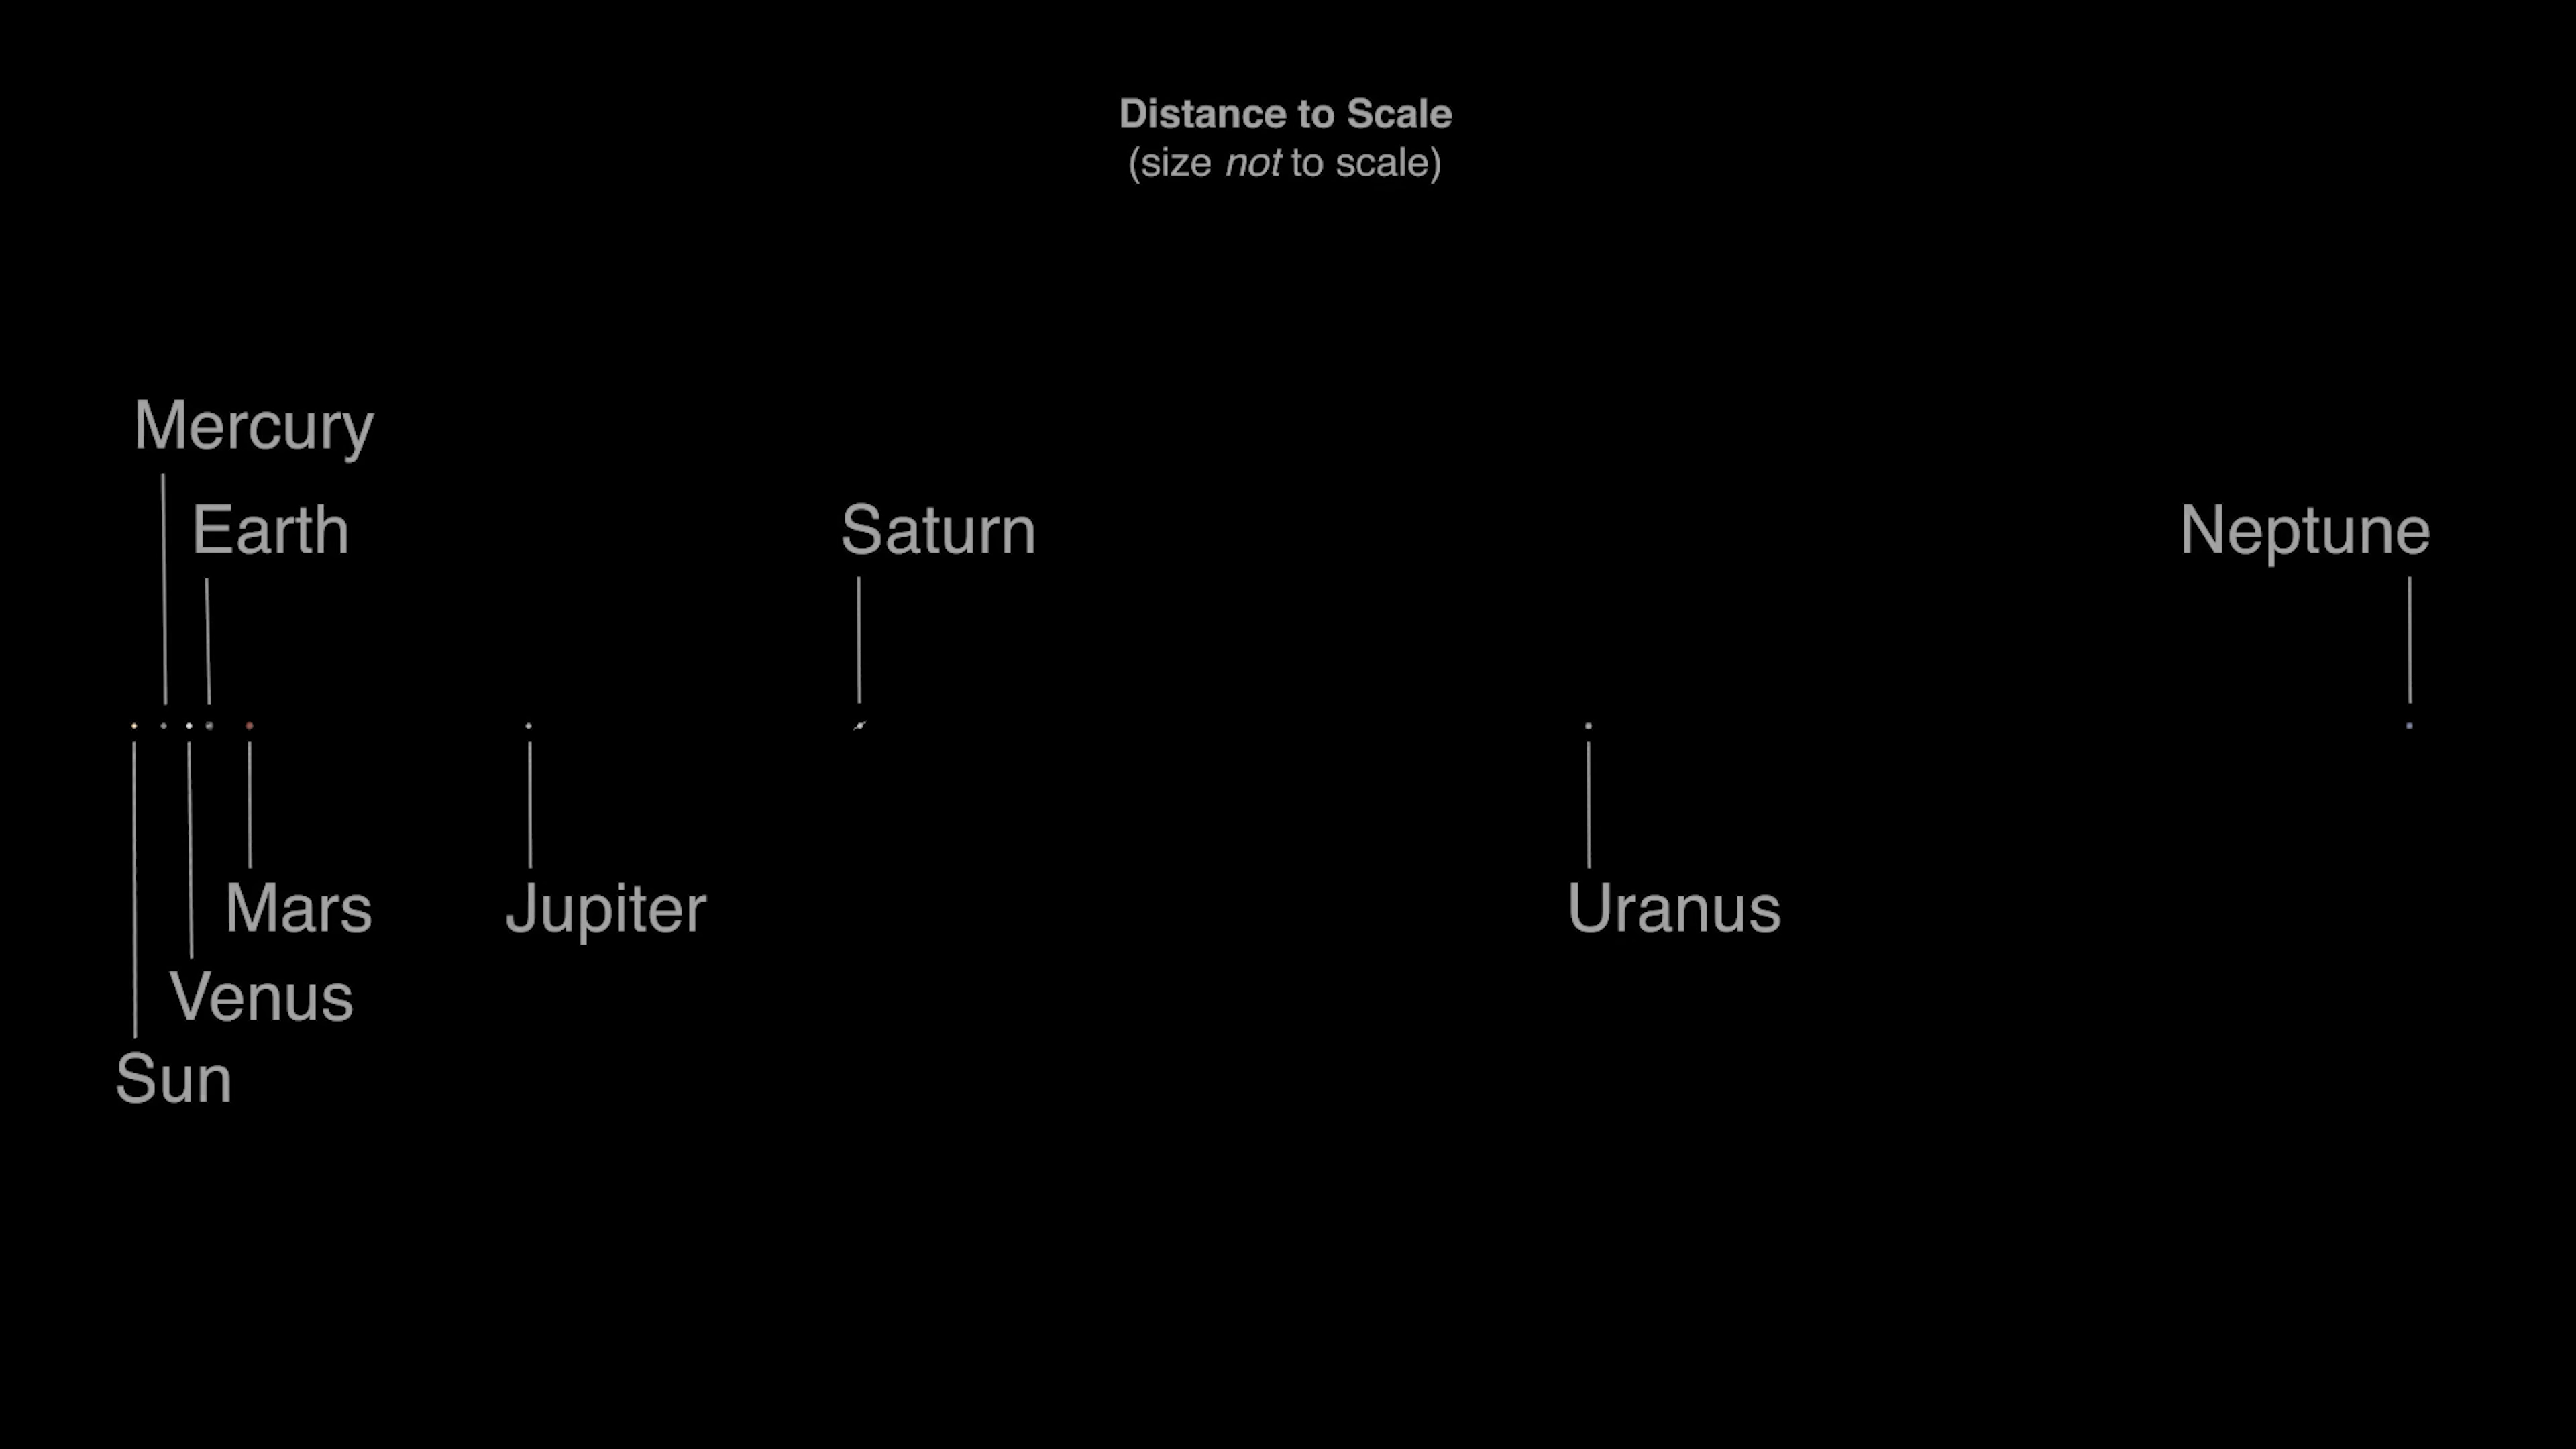 Distance to Scale
(size not to scale)
Mercury
Earth
Saturn
Neptune
Mars
Jupiter
Uranus
Venus
Sun